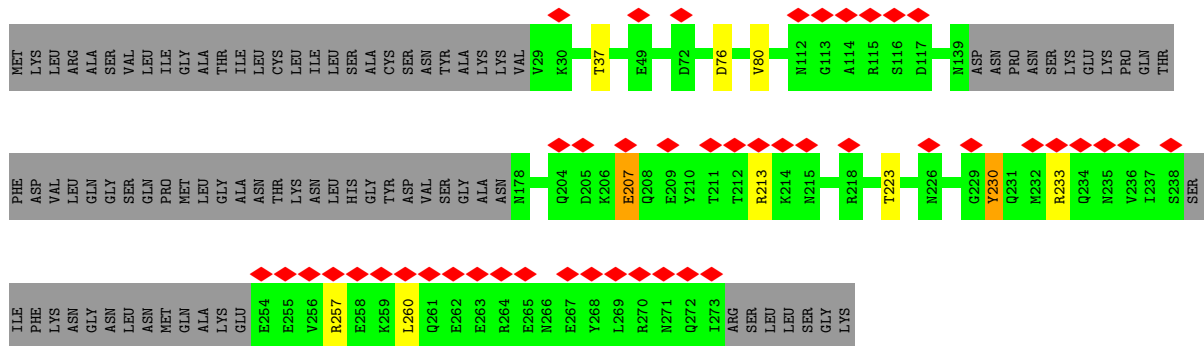 MET LYS LEU ARG ALA SER VAL LEU ILE GLY ALA THR ILE LEU CYS LEU ILE LEU SER ALA CYS SER ASN TYR ALA LYS LYS VAL V29 K30 T37 E49 D72 D76 V80 N112 G113 A114 R115 S116 D117 N139 ASP ASN PRO ASN SER LYS GLU LYS PRO GLN THR
PHE ASP VAL LEU GLN GLY SER GLN PRO MET LEU GLY ALA ASN THR LYS ASN LEU HIS GLY TYR ASP VAL SER GLY ALA ASN N178 Q204 D205 K206 E207 Q208 E209 Y210 T211 T212 R213 K214 N215 R218 T223 N226 G229 Y230 Q231 M232 R233 Q234 N235 V236 I237 S238 SER
ILE PHE LYS ASN GLY ASN LEU ASN MET GLN ALA LYS GLU E254 E255 V256 R257 E258 K259 L260 Q261 E262 E263 R264 E265 N266 E267 Y268 L269 R270 N271 Q272 I273 ARG SER LEU LEU SER GLY LYS